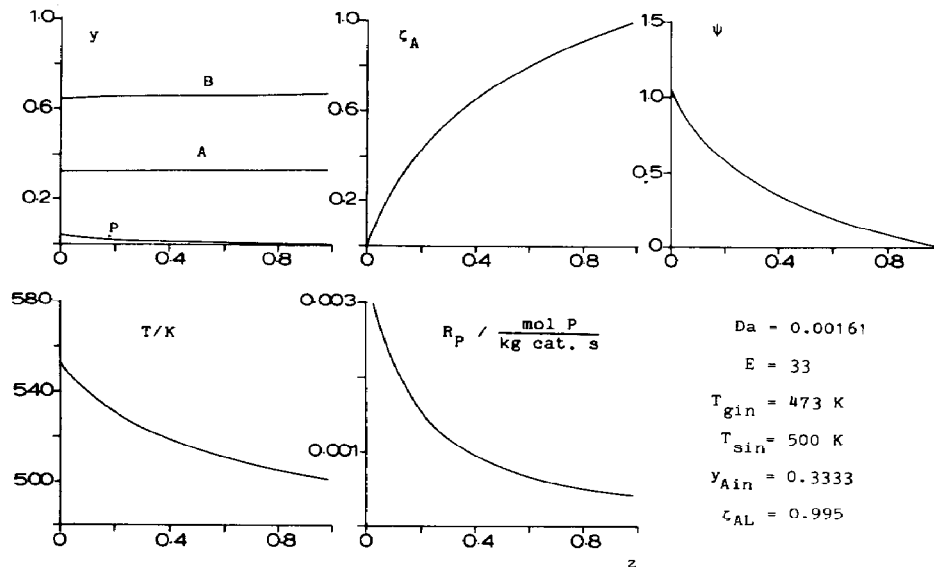 1.0
y
B
0.6
A
0.2
P
0
0.4
0.8
1.0
ζA
0.6
0.2
0
0.4
0.8
1.5
ψ
1.0
0.5
0
0
0.4
0.8
580
T/K
540
500
0
0.4
0.8
0.003
RP / mol P
kg cat. s
0.001
0
0.4
0.8
z
Da = 0.00161
E = 33
Tgin = 473 K
Tsin = 500 K
yAin = 0.3333
ζAL = 0.995